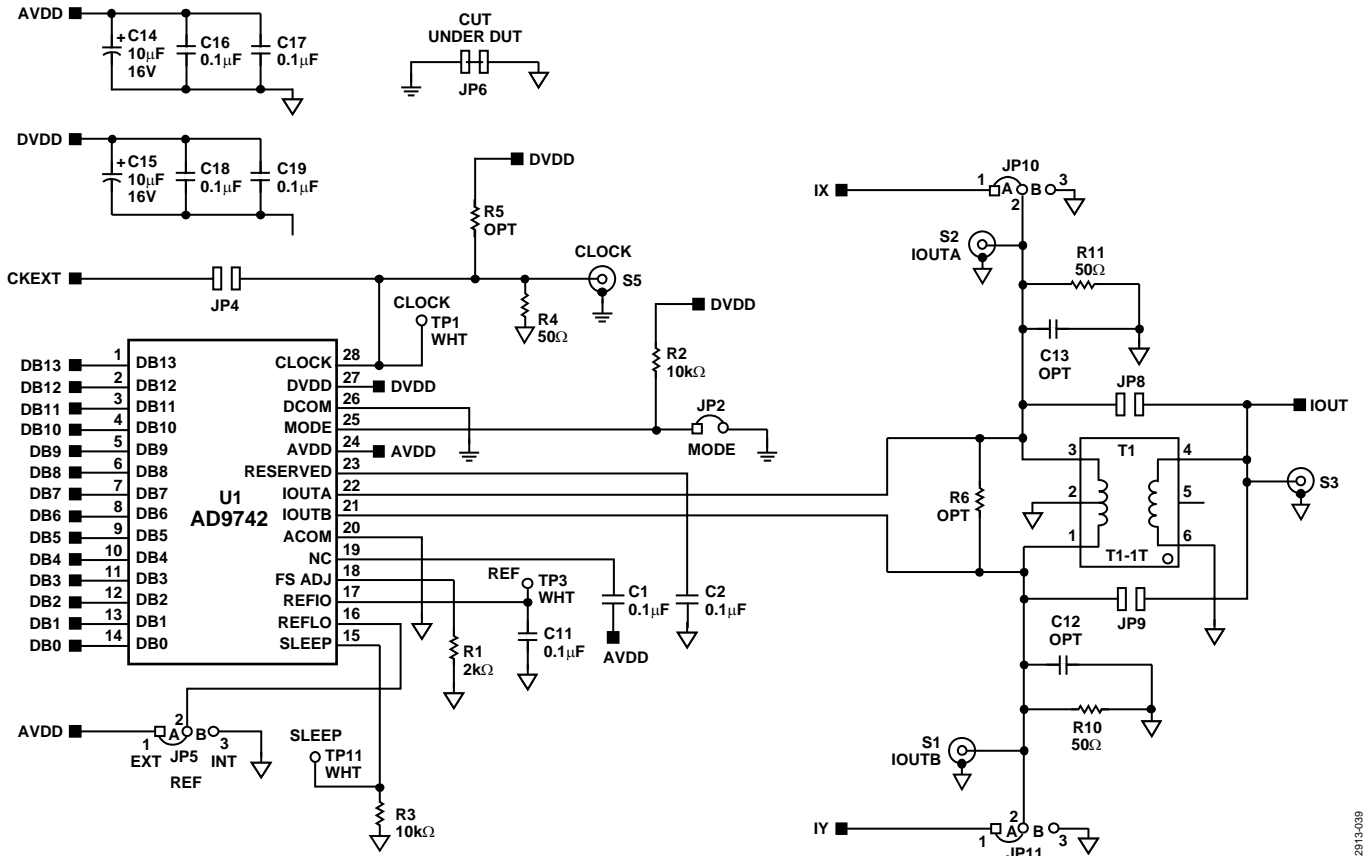 AVDD
+ C14
10µF
16V
C16
0.1µF
C17
0.1µF
CUT
UNDER DUT
JP6
DVDD
+ C15
10µF
16V
C18
0.1µF
C19
0.1µF
DVDD
R5
OPT
CKEXT
JP4
CLOCK
S5
CLOCK
TP1
WHT
R4
50Ω
DVDD
R2
10kΩ
JP2
MODE
DB13 1 DB13
DB12 2 DB12
DB11 3 DB11
DB10 4 DB10
DB9 5 DB9
DB8 6 DB8
DB7 7 DB7
DB6 8 DB6
DB5 9 DB5
DB4 10 DB4
DB3 11 DB3
DB2 12 DB2
DB1 13 DB1
DB0 14 DB0
U1
AD9742
CLOCK 28
DVDD 27 DVDD
DCOM 26
MODE 25
AVDD 24 AVDD
RESERVED 23
IOUTA 22
IOUTB 21
ACOM 20
NC 19
FS ADJ 18
REFIO 17
REFLO 16
SLEEP 15
REF
TP3
WHT
C11
0.1µF
R1
2kΩ
C1
0.1µF
AVDD
C2
0.1µF
AVDD
1 A 2 B 3
EXT JP5 INT
REF
SLEEP
TP11
WHT
R3
10kΩ
JP10
IX
1 A B 3
2
S2
IOUTA
R11
50Ω
C13
OPT
JP8
IOUT
R6
OPT
3 T1 4
2 5
1 6
T1-1T
S3
JP9
C12
OPT
R10
50Ω
S1
IOUTB
IY
1 A 2 B 3
JP11
2913-039